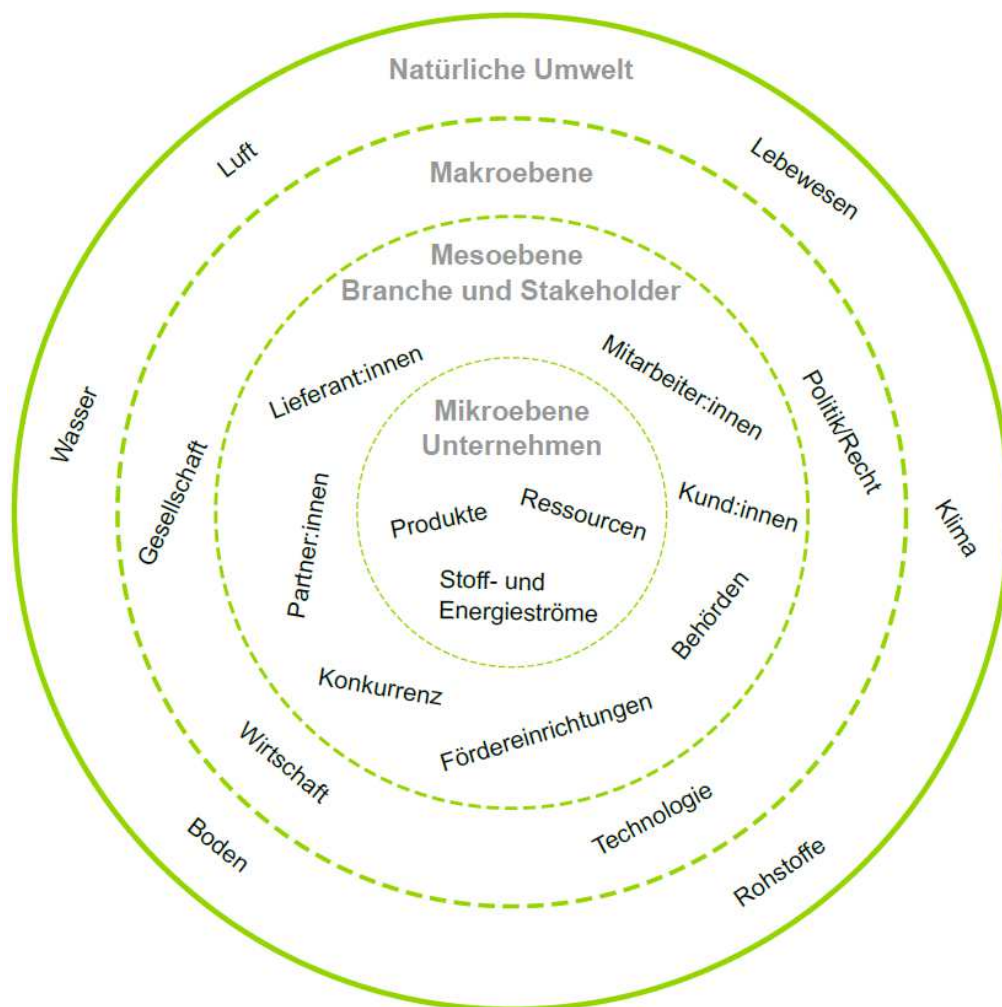 Natürliche Umwelt
Luft
Lebewesen
Makroebene
Mesoebene
Branche und Stakeholder
Lieferant:innen
Mitarbeiter:innen
Wasser
Gesellschaft
Politik/Recht
Mikroebene
Unternehmen
Partner:innen
Produkte
Ressourcen
Kund:innen
Klima
Stoff- und
Energieströme
Behörden
Konkurrenz
Fördereinrichtungen
Wirtschaft
Technologie
Boden
Rohstoffe